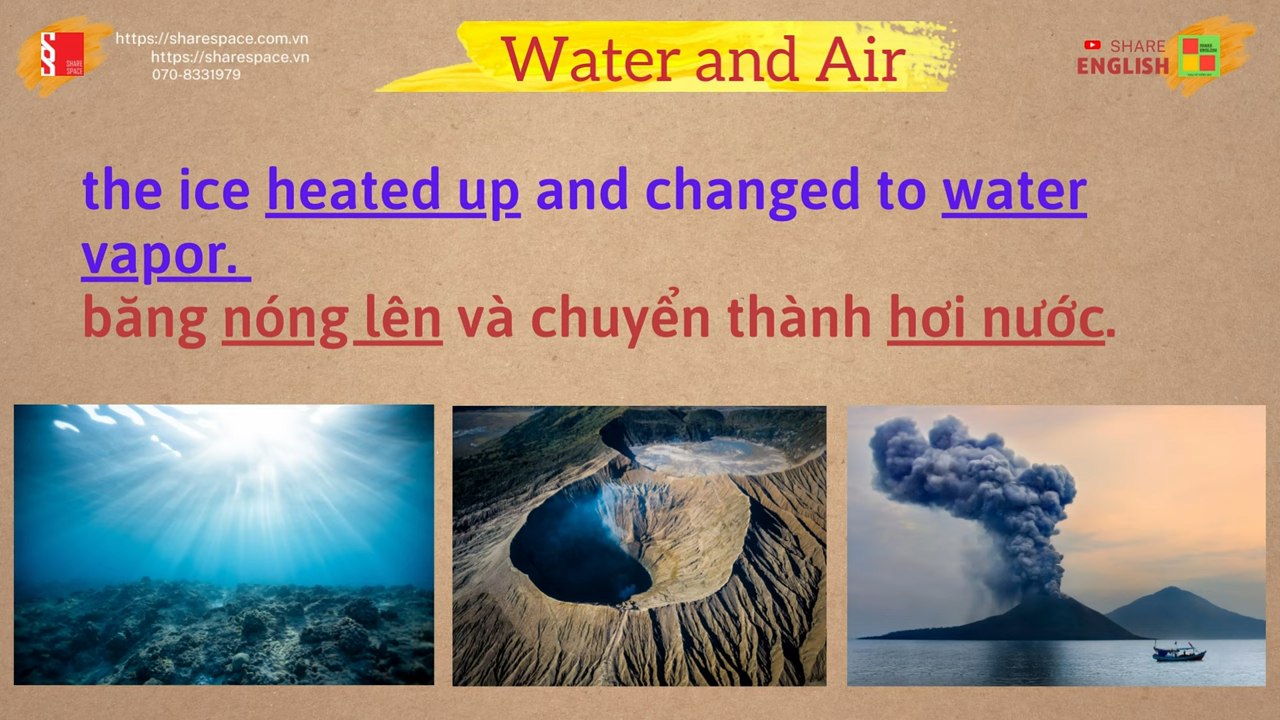 https://sharespace.com.vn
https://sharespace.vn
070-8331979
SHARE
SPACE
Water and Air
SHARE
ENGLISH
the ice heated up and changed to water
vapor.
băng nóng lên và chuyển thành hơi nước.